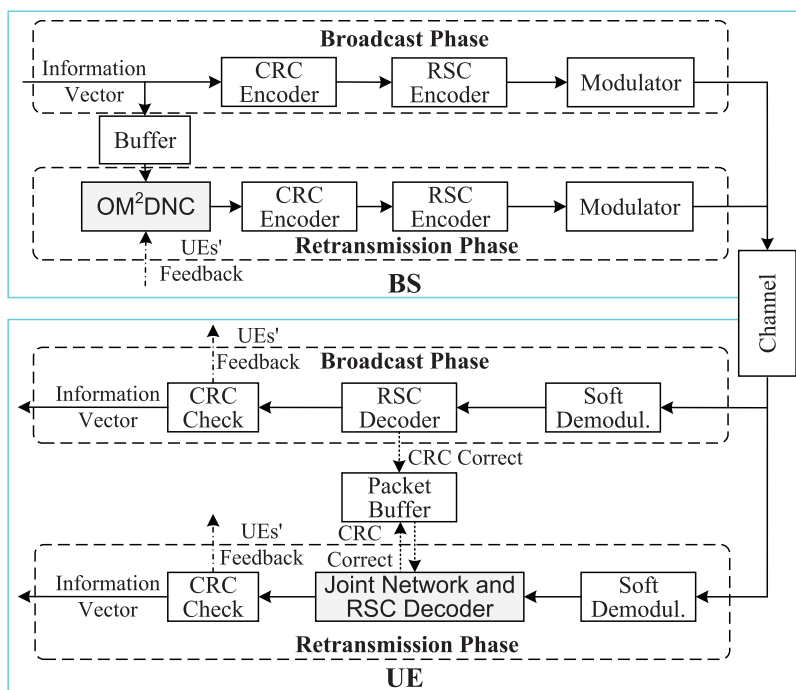 Broadcast Phase
Information
Vector
CRC
Encoder
RSC
Encoder
Modulator
Buffer
OM²DNC
CRC
Encoder
RSC
Encoder
Modulator
UEs'
Feedback
Retransmission Phase
BS
Channel
UEs'
Feedback
Broadcast Phase
Information
Vector
CRC
Check
RSC
Decoder
Soft
Demodul.
CRC Correct
Packet
Buffer
UEs'
Feedback
CRC
Correct
Information
Vector
CRC
Check
Joint Network and
RSC Decoder
Soft
Demodul.
Retransmission Phase
UE